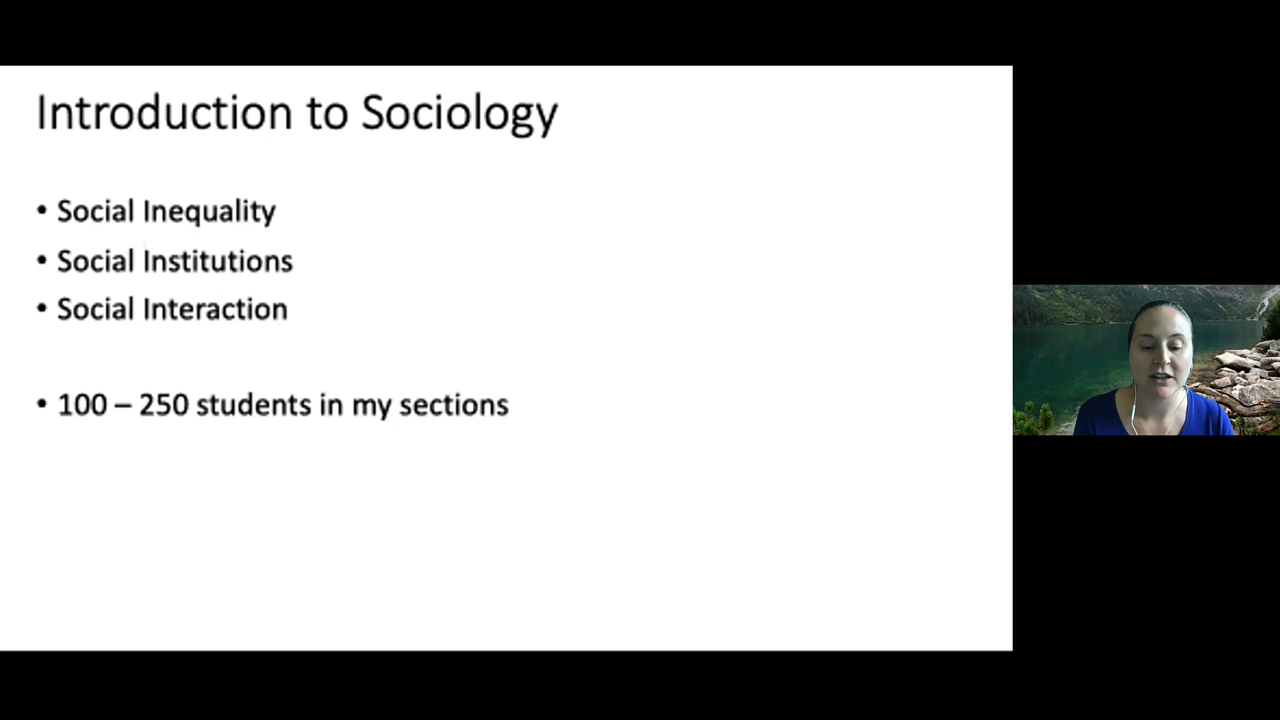 Introduction to Sociology
• Social Inequality
• Social Institutions
• Social Interaction
• 100 – 250 students in my sections